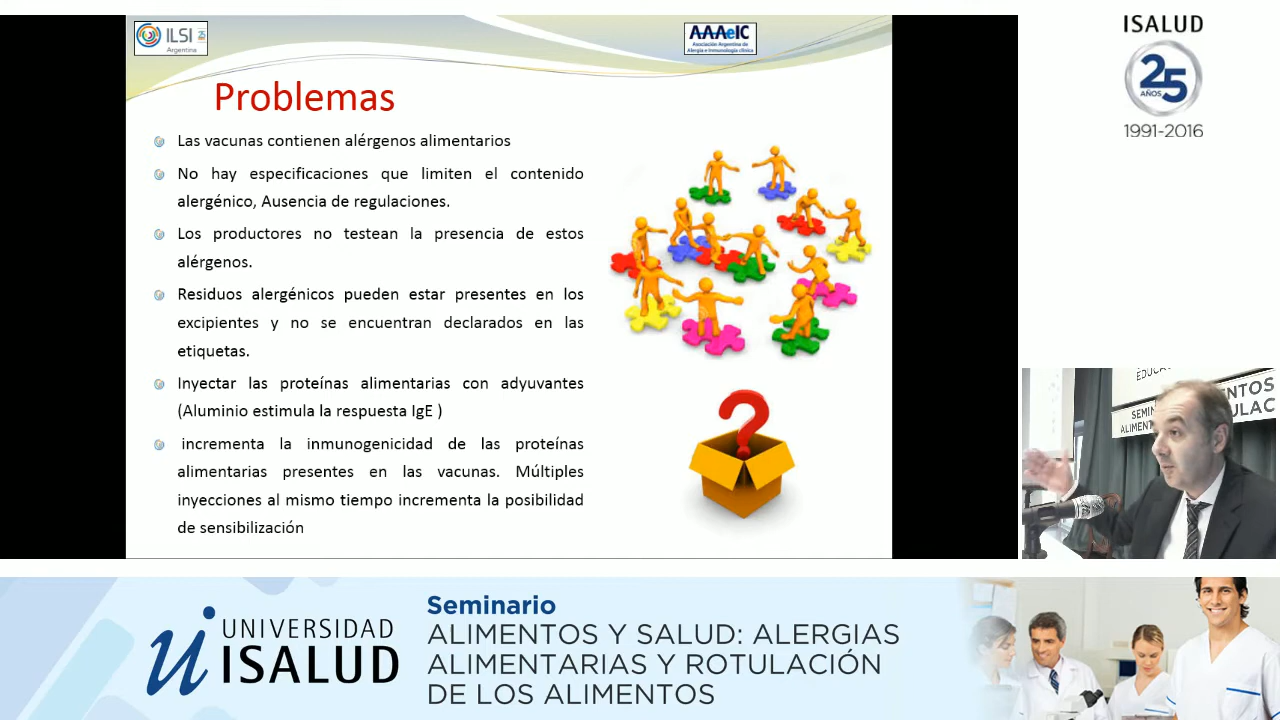 ILSI
Argentina
AAAeIC
Asociación Argentina de
Alergia e Inmunología clínica
ISALUD
25
AÑOS
1991-2016
Problemas
Las vacunas contienen alérgenos alimentarios
No hay especificaciones que limiten el contenido
alergénico, Ausencia de regulaciones.
Los productores no testean la presencia de estos
alérgenos.
Residuos alergénicos pueden estar presentes en los
excipientes y no se encuentran declarados en las
etiquetas.
Inyectar las proteínas alimentarias con adyuvantes
(Aluminio estimula la respuesta IgE )
incrementa la inmunogenicidad de las proteínas
alimentarias presentes en las vacunas. Múltiples
inyecciones al mismo tiempo incrementa la posibilidad
de sensibilización
UNIVERSIDAD
ISALUD
Seminario
ALIMENTOS Y SALUD: ALERGIAS
ALIMENTARIAS Y ROTULACIÓN
DE LOS ALIMENTOS